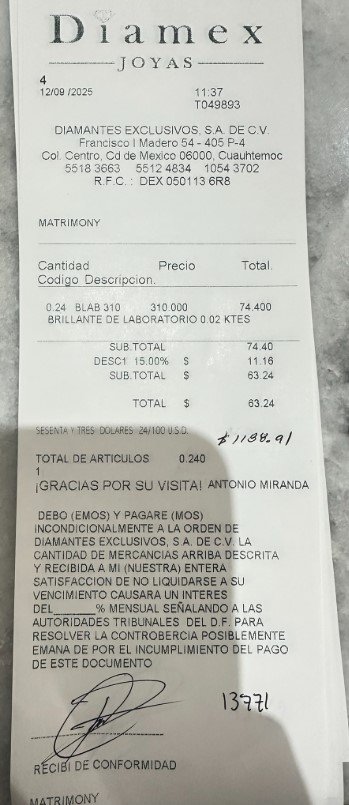 Diamex
JOYAS
4
12/09 /2025 11:37
T049893
DIAMANTES EXCLUSIVOS, S.A. DE C.V.
Francisco I Madero 54 - 405 P-4
Col. Centro, Cd de Mexico 06000, Cuauhtemoc
5518 3663 5512 4834 1054 3702
R.F.C. : DEX 050113 6R8
MATRIMONY
Cantidad Precio Total.
Codigo Descripcion.
0.24 BLAB 310 310.000 74.400
BRILLANTE DE LABORATORIO 0.02 KTES
SUB.TOTAL 74.40
DESC1 15.00% $ 11.16
SUB.TOTAL $ 63.24
TOTAL $ 63.24
SESENTA Y TRES DOLARES 24/100 U.S.D.
$1188.91
TOTAL DE ARTICULOS 0.240
1
¡GRACIAS POR SU VISITA! ANTONIO MIRANDA
DEBO (EMOS) Y PAGARE (MOS)
INCONDICIONALMENTE A LA ORDEN DE
DIAMANTES EXCLUSIVOS, S.A. DE C.V. LA
CANTIDAD DE MERCANCIAS ARRIBA DESCRITA
Y RECIBIDA A MI (NUESTRA) ENTERA
SATISFACCION DE NO LIQUIDARSE A SU
VENCIMIENTO CAUSARA UN INTERES
DEL______% MENSUAL SEÑALANDO A LAS
AUTORIDADES TRIBUNALES DEL D.F. PARA
RESOLVER LA CONTROBERCIA POSIBLEMENTE
EMANA DE POR EL INCUMPLIMIENTO DEL PAGO
DE ESTE DOCUMENTO
13771
RECIBI DE CONFORMIDAD
MATRIMONY